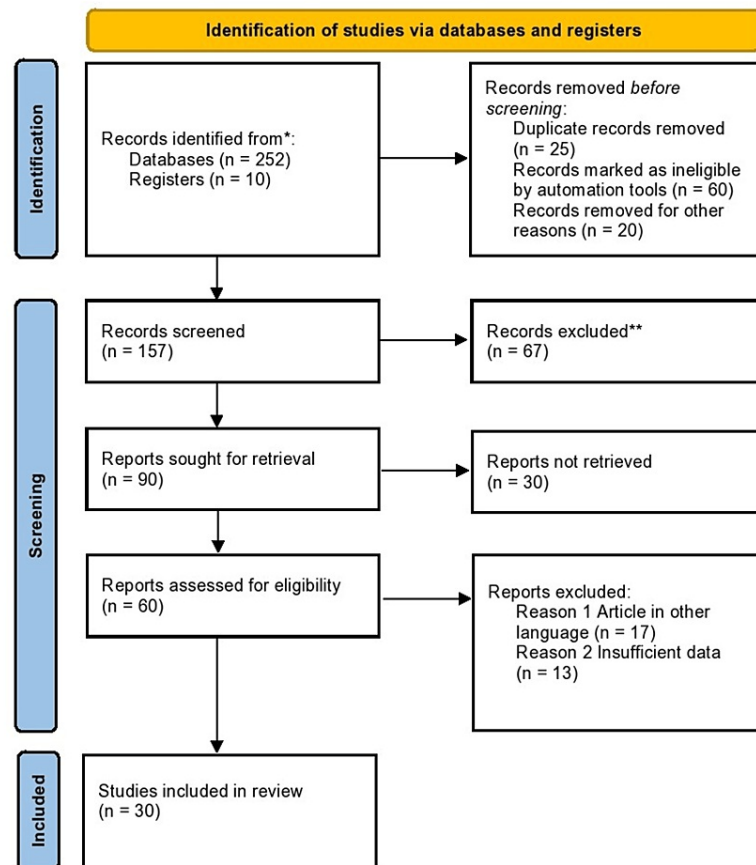 Identification of studies via databases and registers
Identification
Records identified from*:
Databases (n = 252)
Registers (n = 10)
Records removed before
screening:
Duplicate records removed
(n = 25)
Records marked as ineligible
by automation tools (n = 60)
Records removed for other
reasons (n = 20)
Screening
Records screened
(n = 157)
Records excluded**
(n = 67)
Reports sought for retrieval
(n = 90)
Reports not retrieved
(n = 30)
Reports assessed for eligibility
(n = 60)
Reports excluded:
Reason 1 Article in other
language (n = 17)
Reason 2 Insufficient data
(n = 13)
Included
Studies included in review
(n = 30)